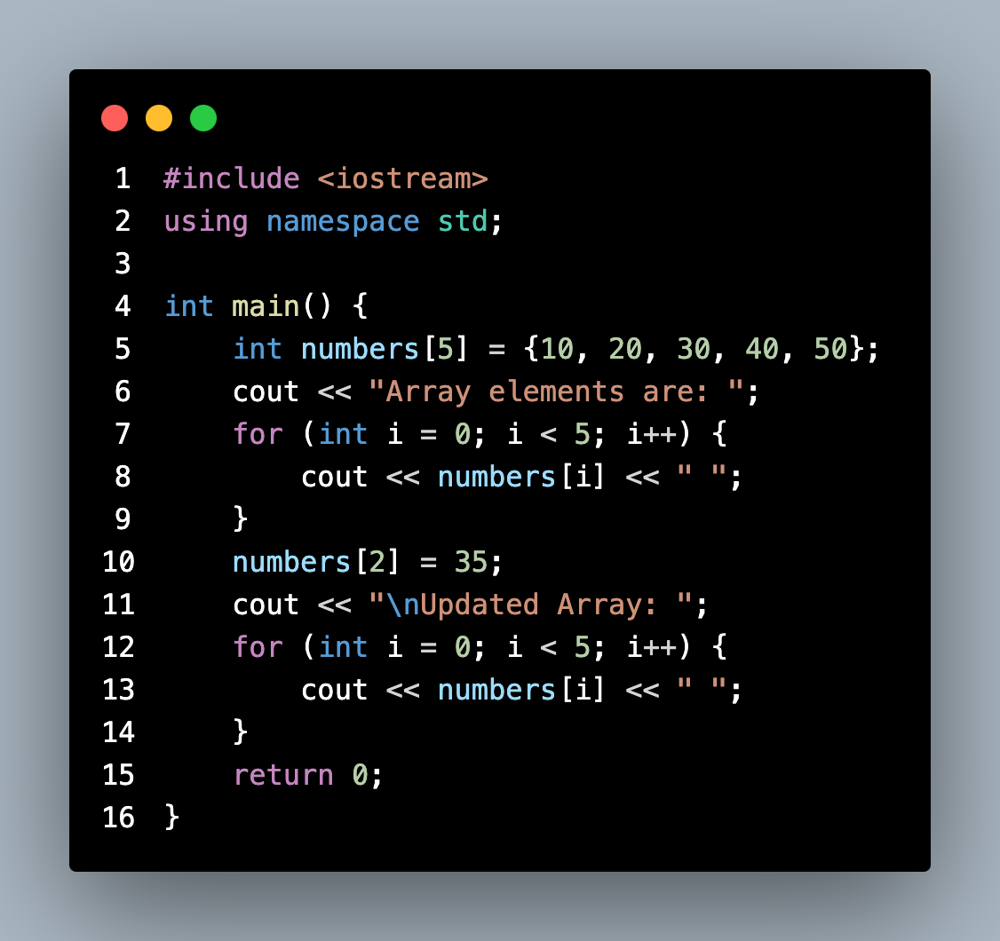 1 #include <iostream>
2 using namespace std;
3
4 int main() {
5     int numbers[5] = {10, 20, 30, 40, 50};
6     cout << "Array elements are: ";
7     for (int i = 0; i < 5; i++) {
8         cout << numbers[i] << " ";
9     }
10     numbers[2] = 35;
11     cout << "\nUpdated Array: ";
12     for (int i = 0; i < 5; i++) {
13         cout << numbers[i] << " ";
14     }
15     return 0;
16 }